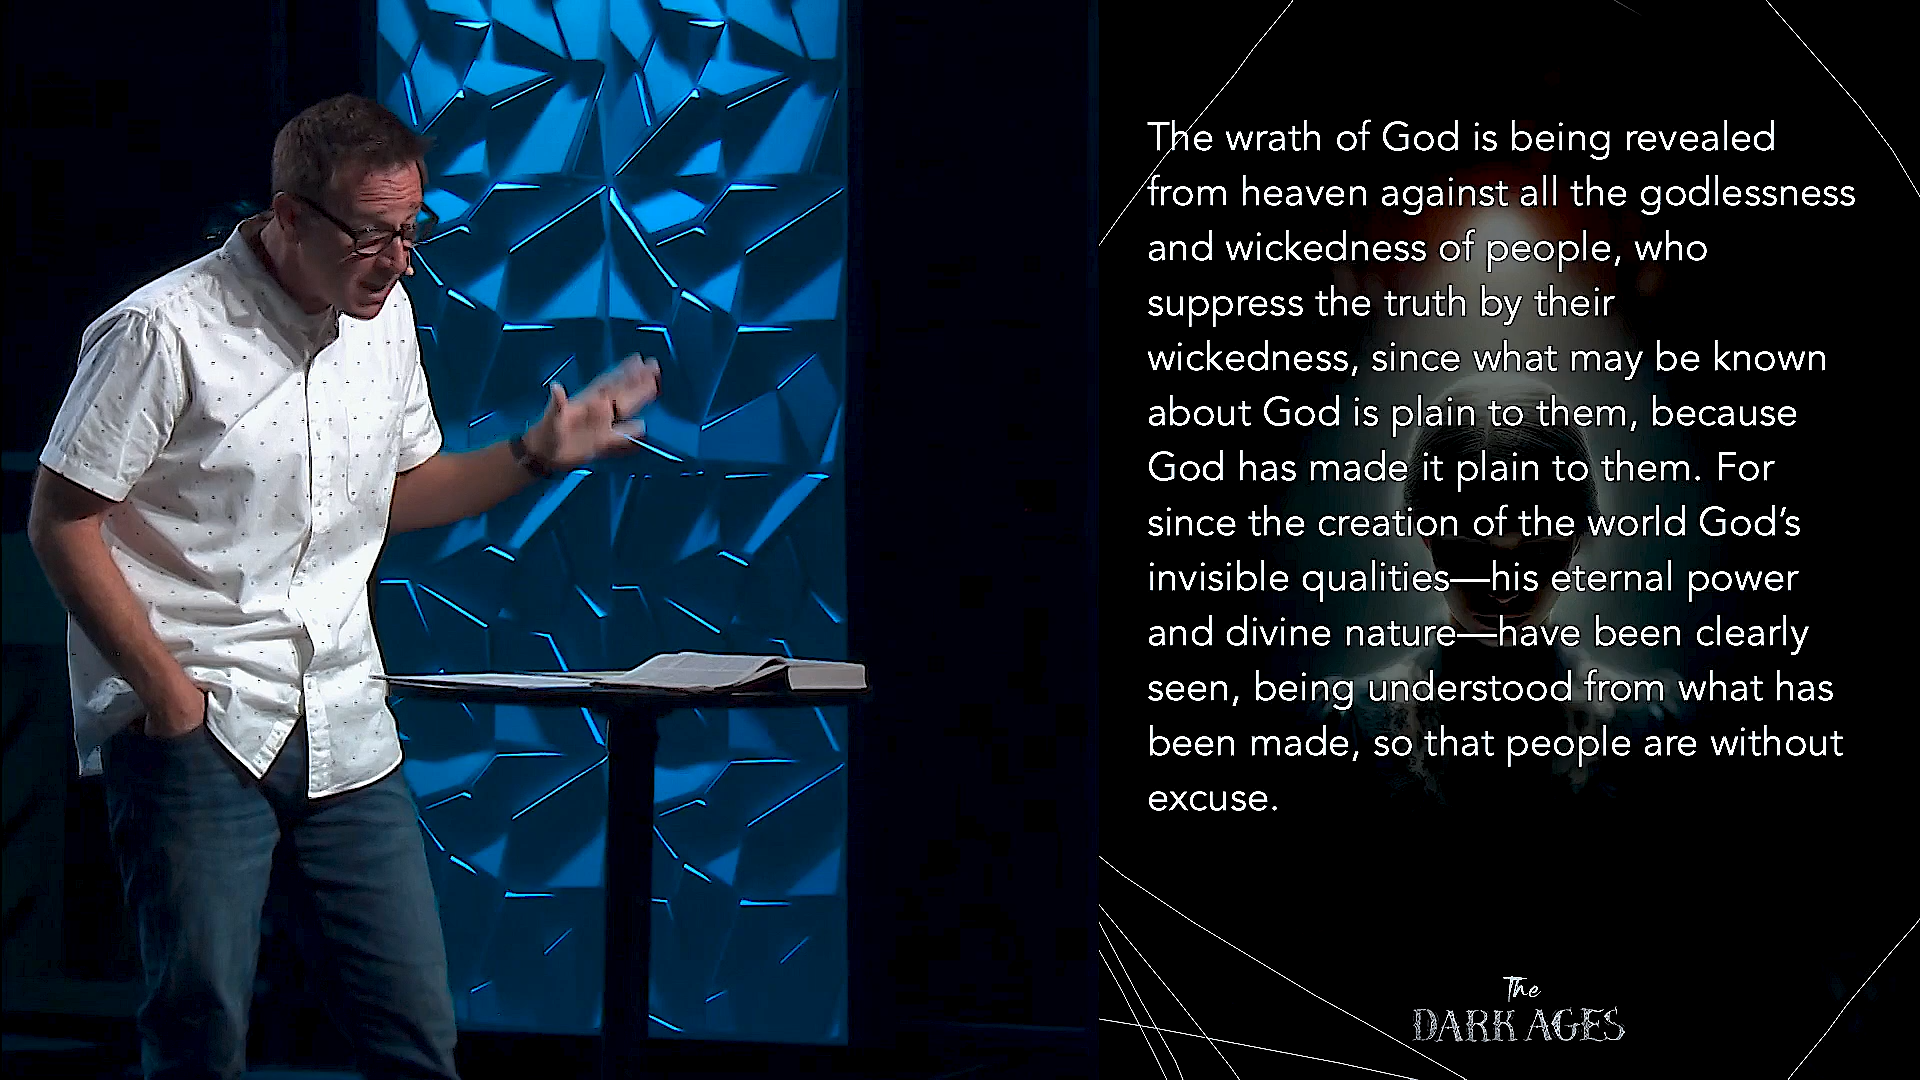 The wrath of God is being revealed
from heaven against all the godlessness
and wickedness of people, who
suppress the truth by their
wickedness, since what may be known
about God is plain to them, because
God has made it plain to them. For
since the creation of the world God’s
invisible qualities—his eternal power
and divine nature—have been clearly
seen, being understood from what has
been made, so that people are without
excuse.
The
DARK AGES